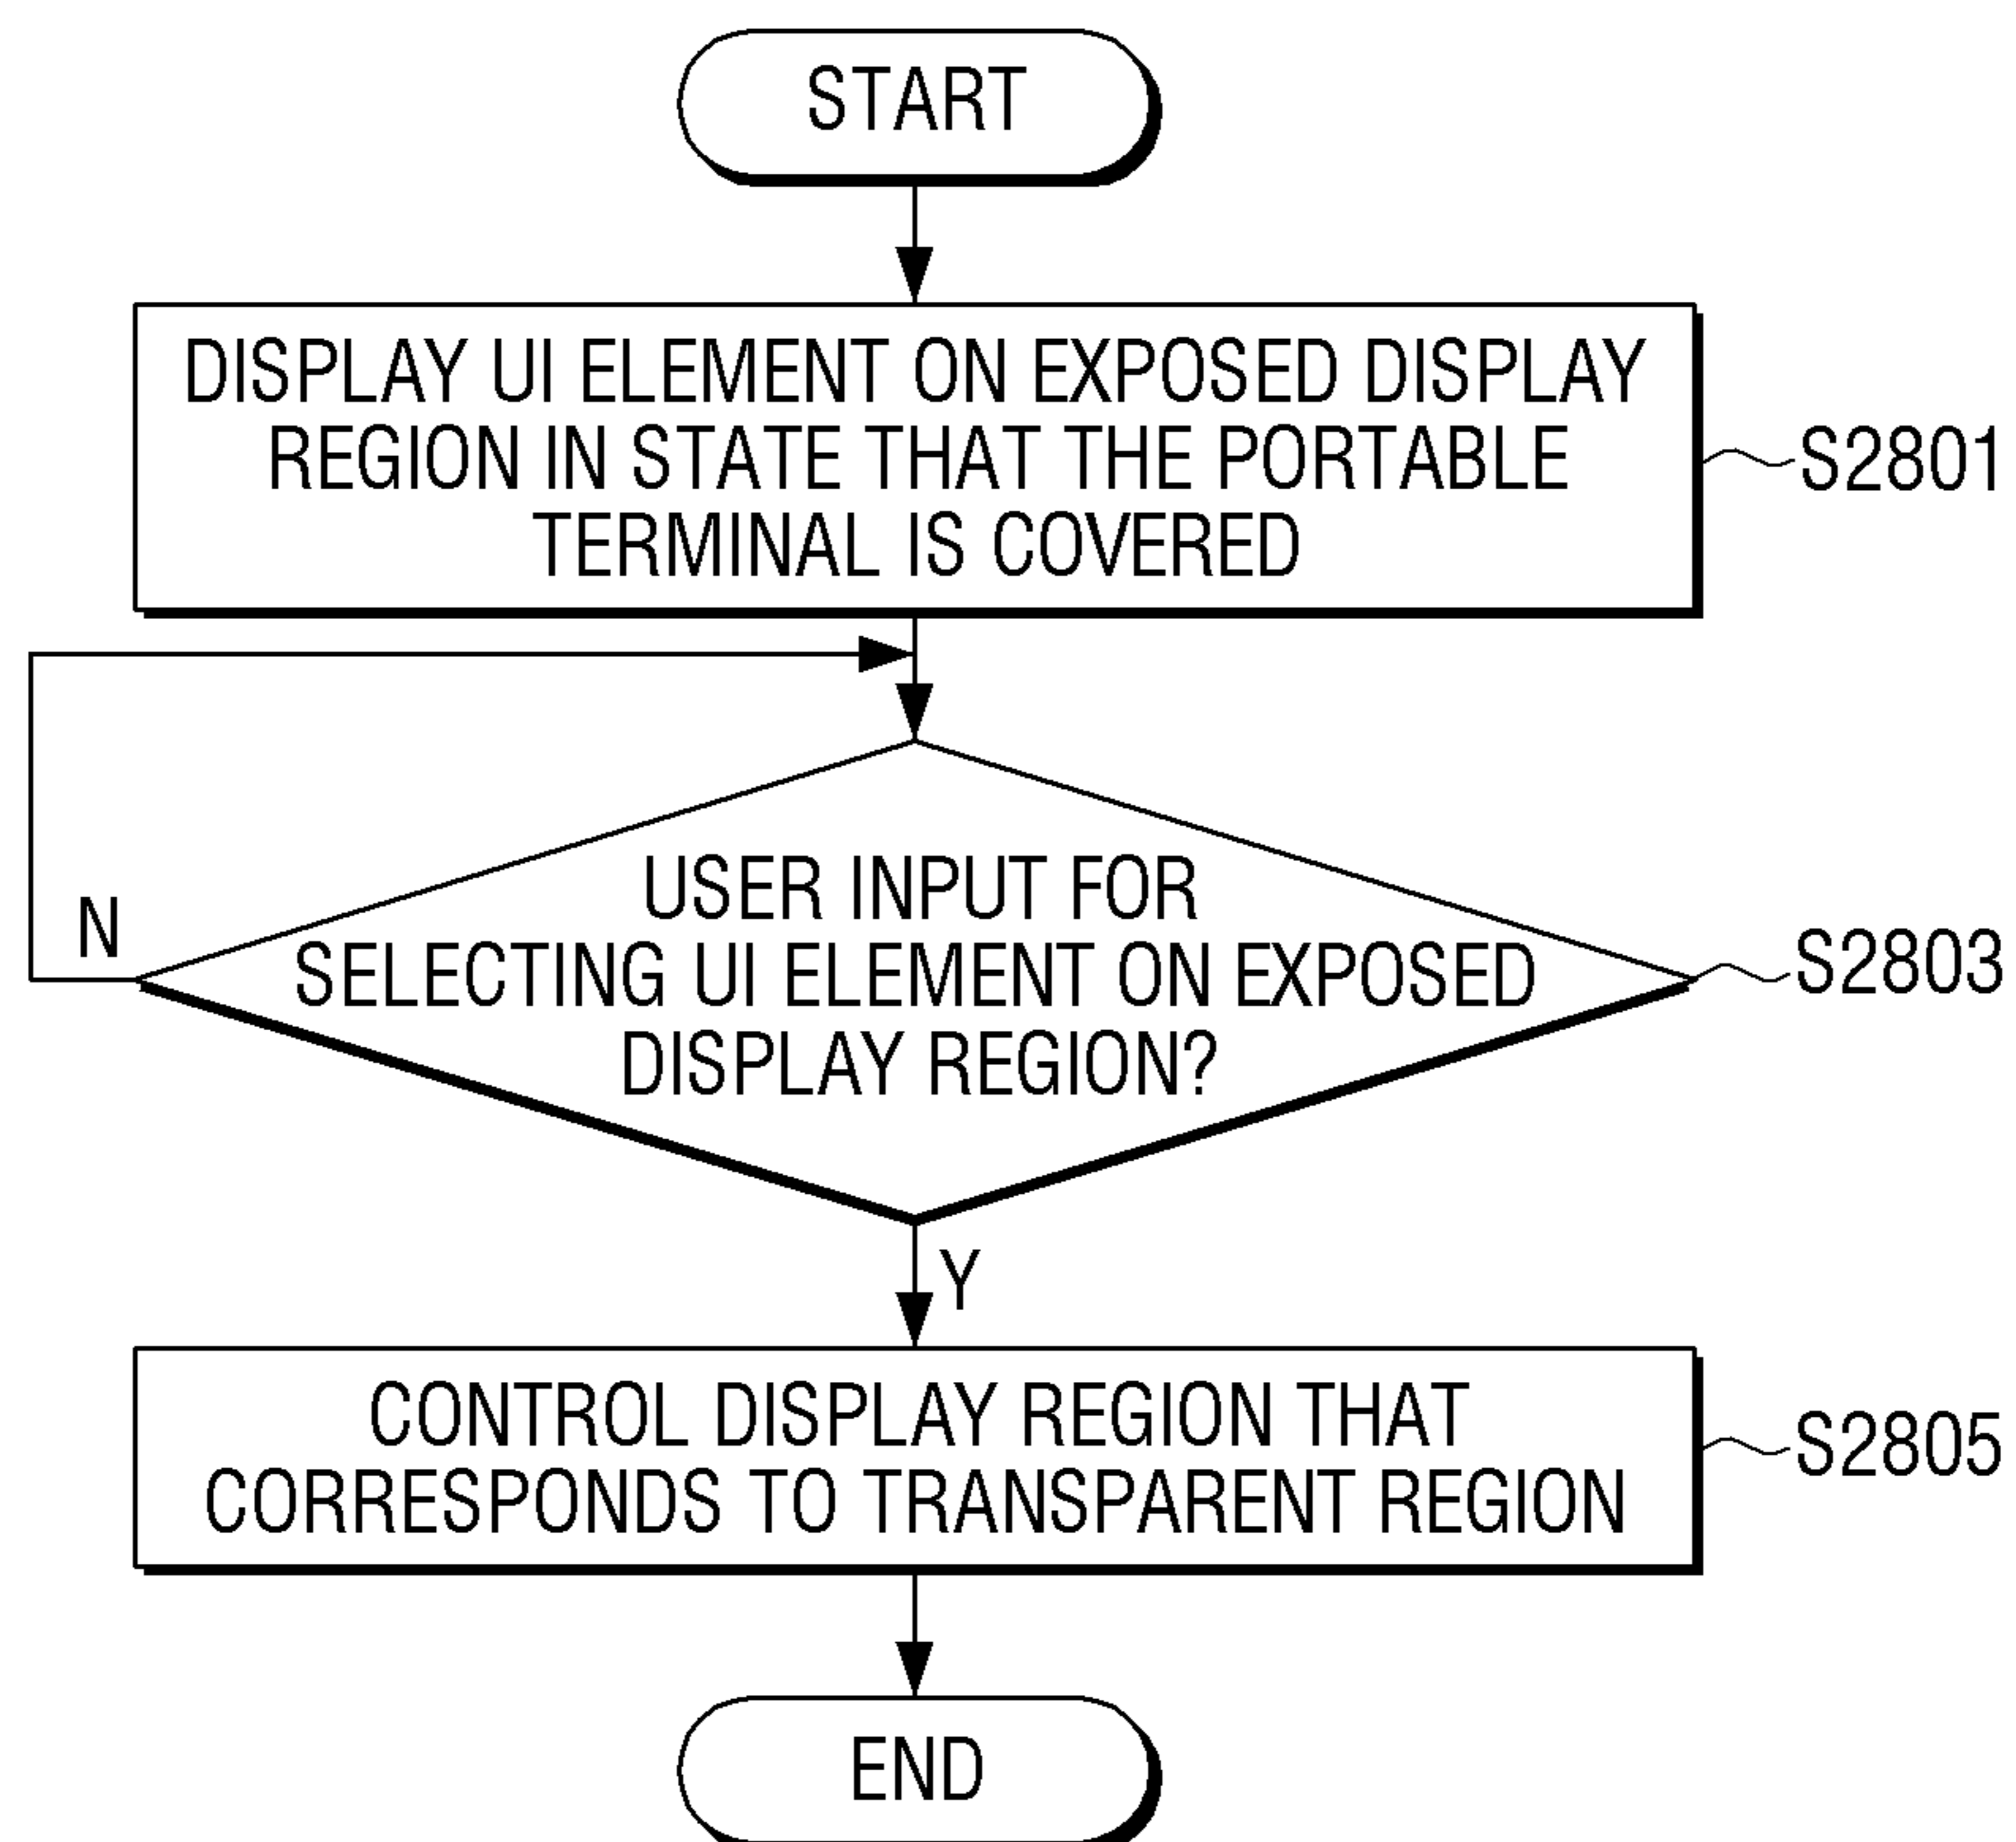 START
DISPLAY UI ELEMENT ON EXPOSED DISPLAY
REGION IN STATE THAT THE PORTABLE
TERMINAL IS COVERED
S2801
USER INPUT FOR
SELECTING UI ELEMENT ON EXPOSED
DISPLAY REGION?
S2803
N
Y
CONTROL DISPLAY REGION THAT
CORRESPONDS TO TRANSPARENT REGION
S2805
END